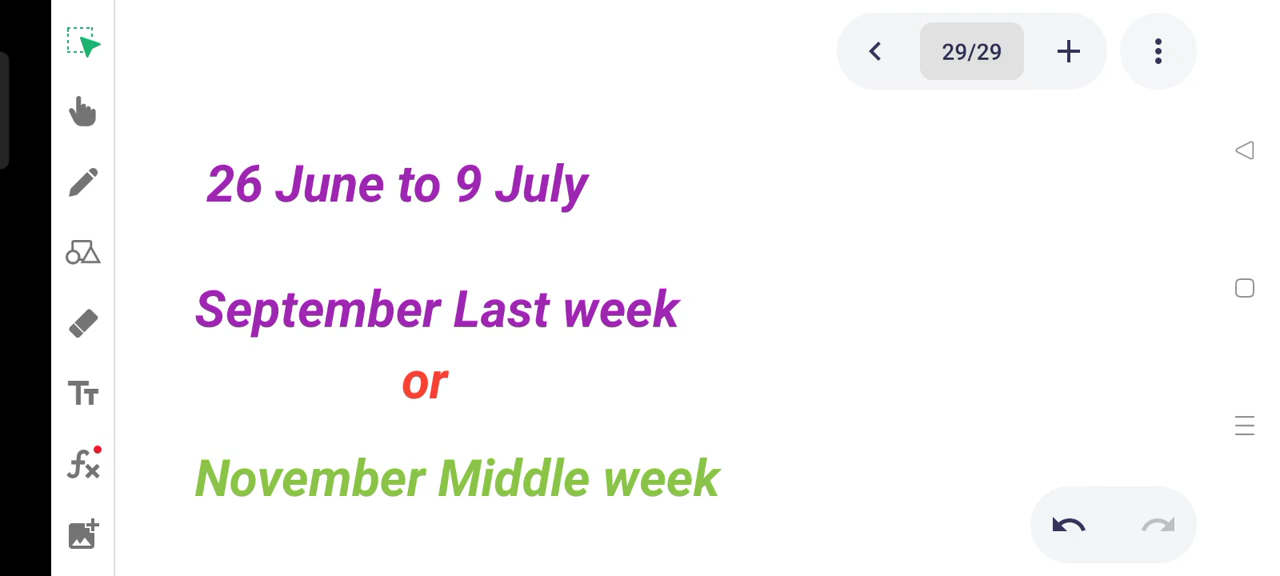 29/29
26 June to 9 July
September Last week
or
November Middle week